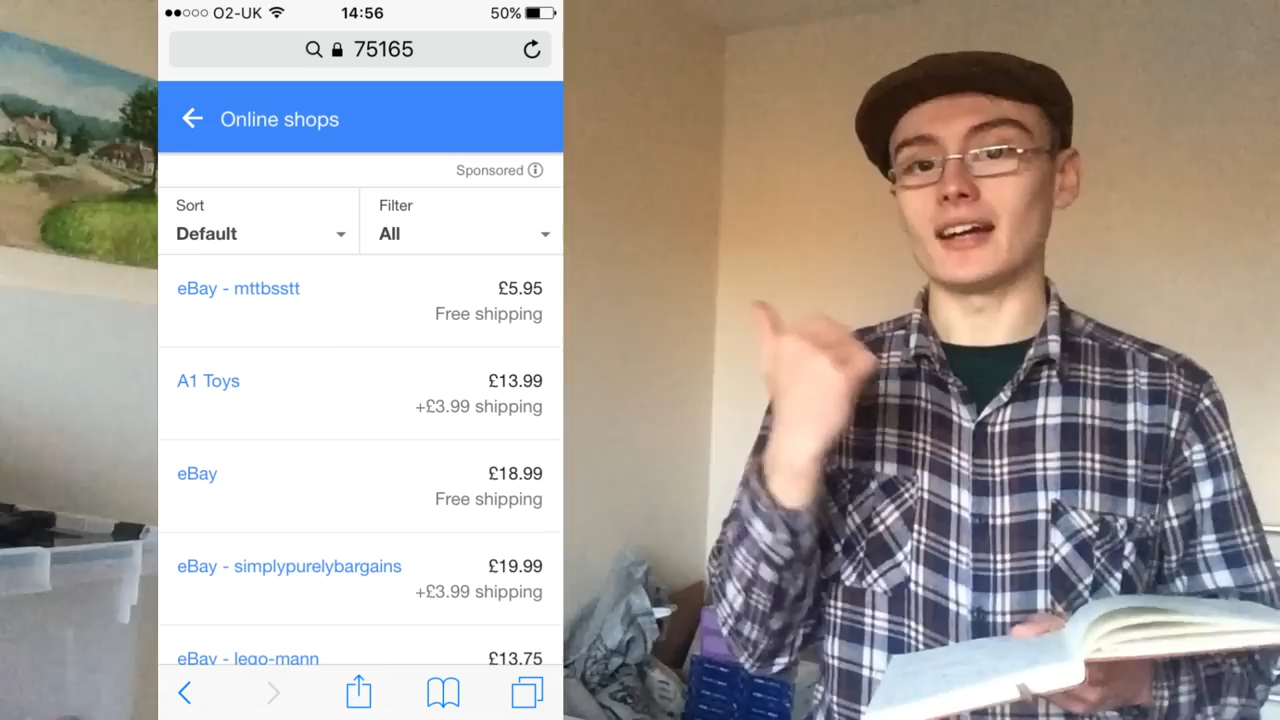 O2-UK 14:56 50%
75165
Online shops
Sponsored
Sort
Default
Filter
All
eBay - mttbsstt £5.95
Free shipping
A1 Toys £13.99
+£3.99 shipping
eBay £18.99
Free shipping
eBay - simplypurelybargains £19.99
+£3.99 shipping
eBay - lego-mann £13.75